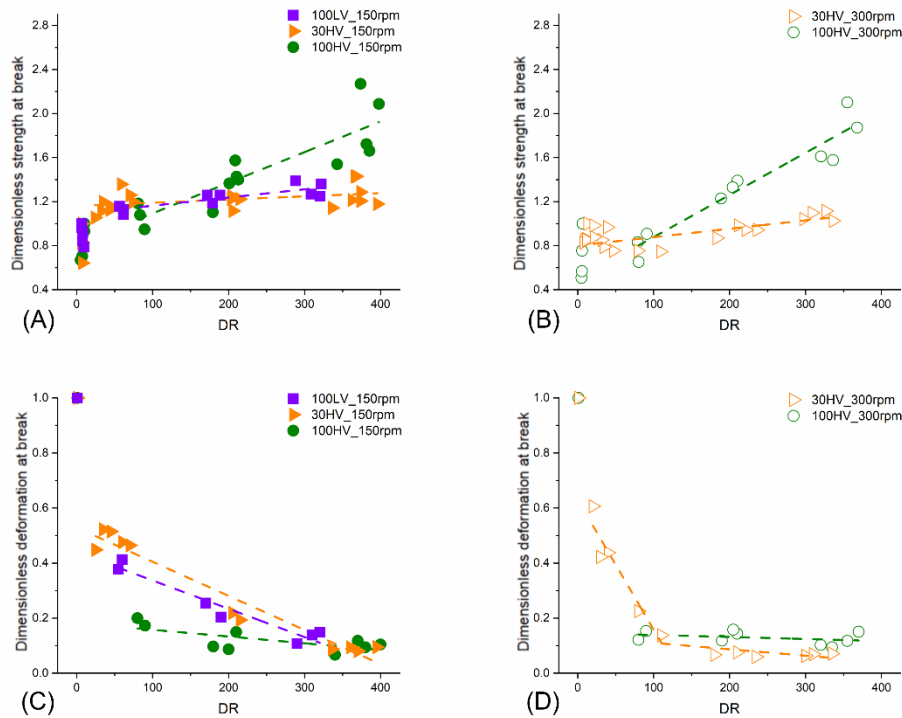 (A)
Dimensionless strength at break
2.8
2.4
2.0
1.6
1.2
0.8
0.4
0
100
200
300
400
DR
100LV_150rpm
30HV_150rpm
100HV_150rpm
(B)
Dimensionless strength at break
2.8
2.4
2.0
1.6
1.2
0.8
0.4
0
100
200
300
400
DR
30HV_300rpm
100HV_300rpm
(C)
Dimensionless deformation at break
1.0
0.8
0.6
0.4
0.2
0.0
0
100
200
300
400
DR
100LV_150rpm
30HV_150rpm
100HV_150rpm
(D)
Dimensionless deformation at break
1.0
0.8
0.6
0.4
0.2
0.0
0
100
200
300
400
DR
30HV_300rpm
100HV_300rpm